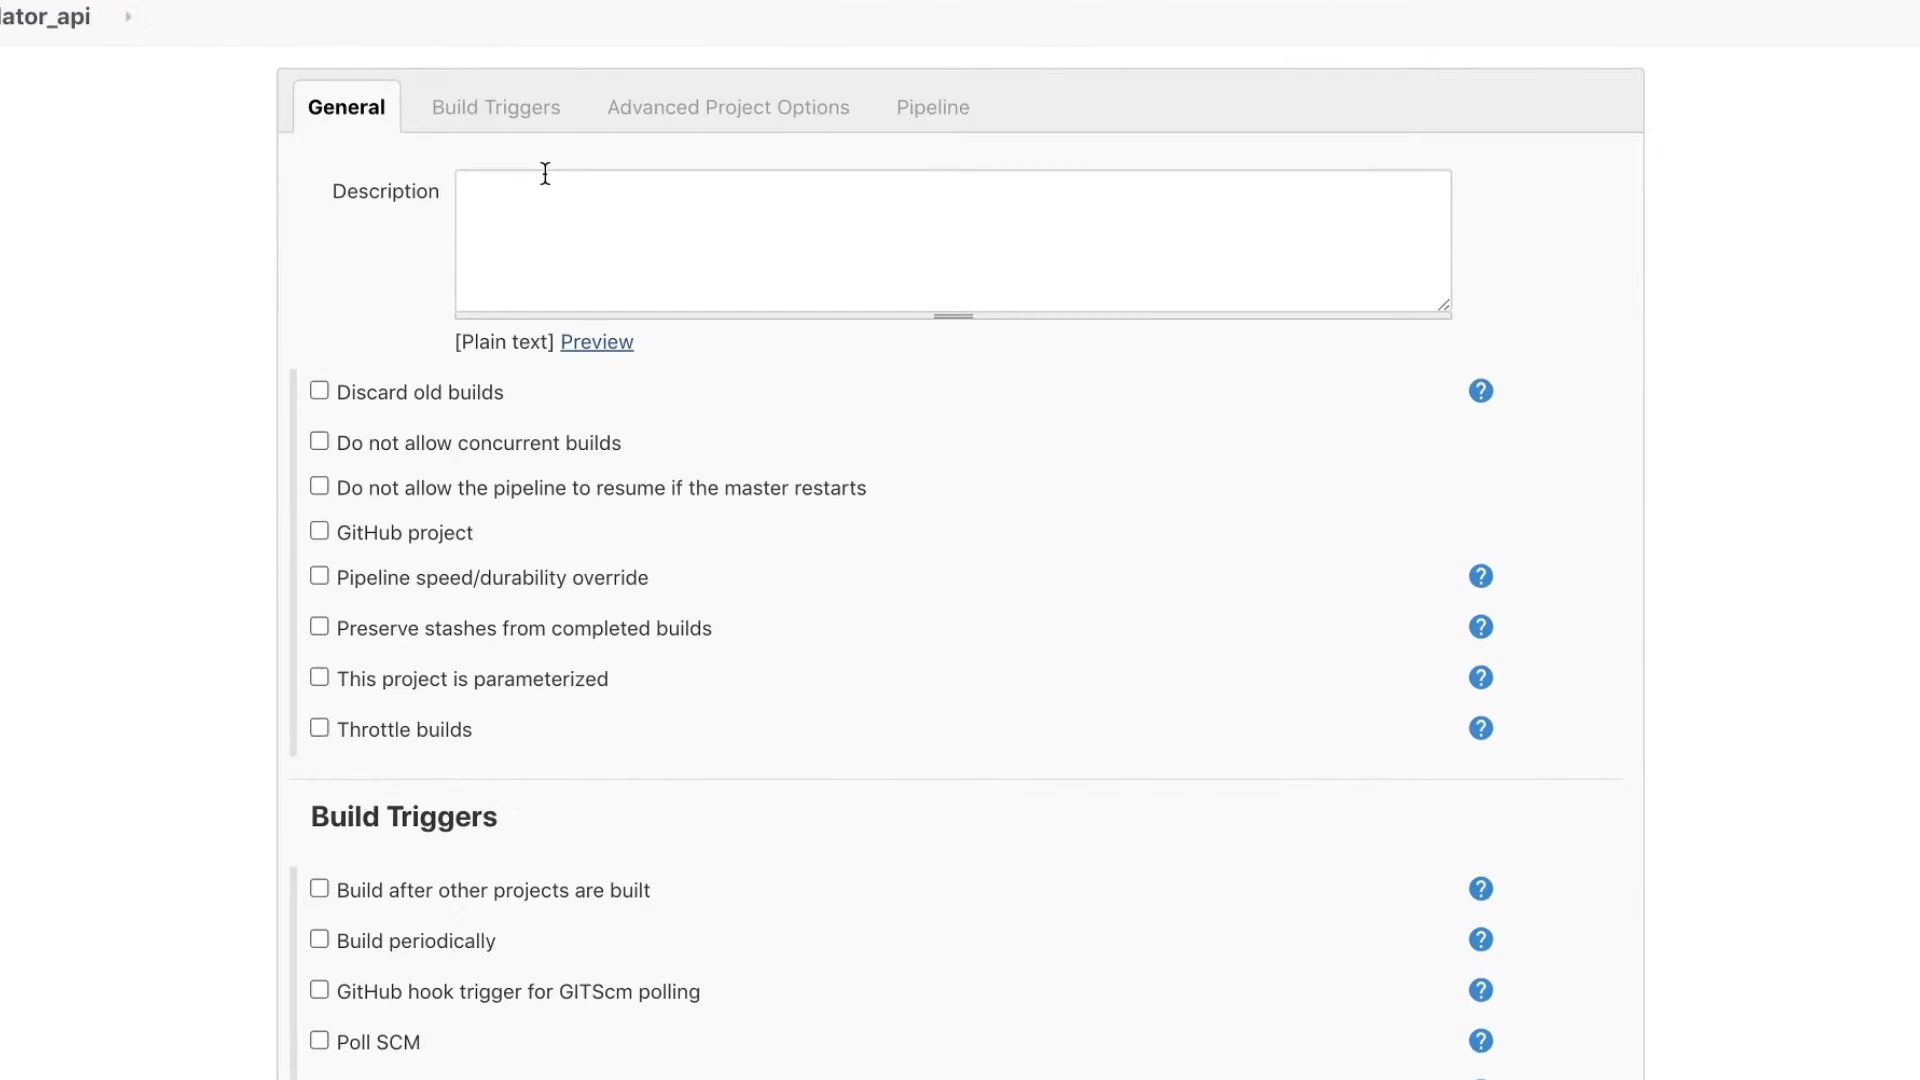 lator_api
General Build Triggers Advanced Project Options Pipeline
Description
[Plain text] Preview
Discard old builds
Do not allow concurrent builds
Do not allow the pipeline to resume if the master restarts
GitHub project
Pipeline speed/durability override
Preserve stashes from completed builds
This project is parameterized
Throttle builds
Build Triggers
Build after other projects are built
Build periodically
GitHub hook trigger for GITScm polling
Poll SCM